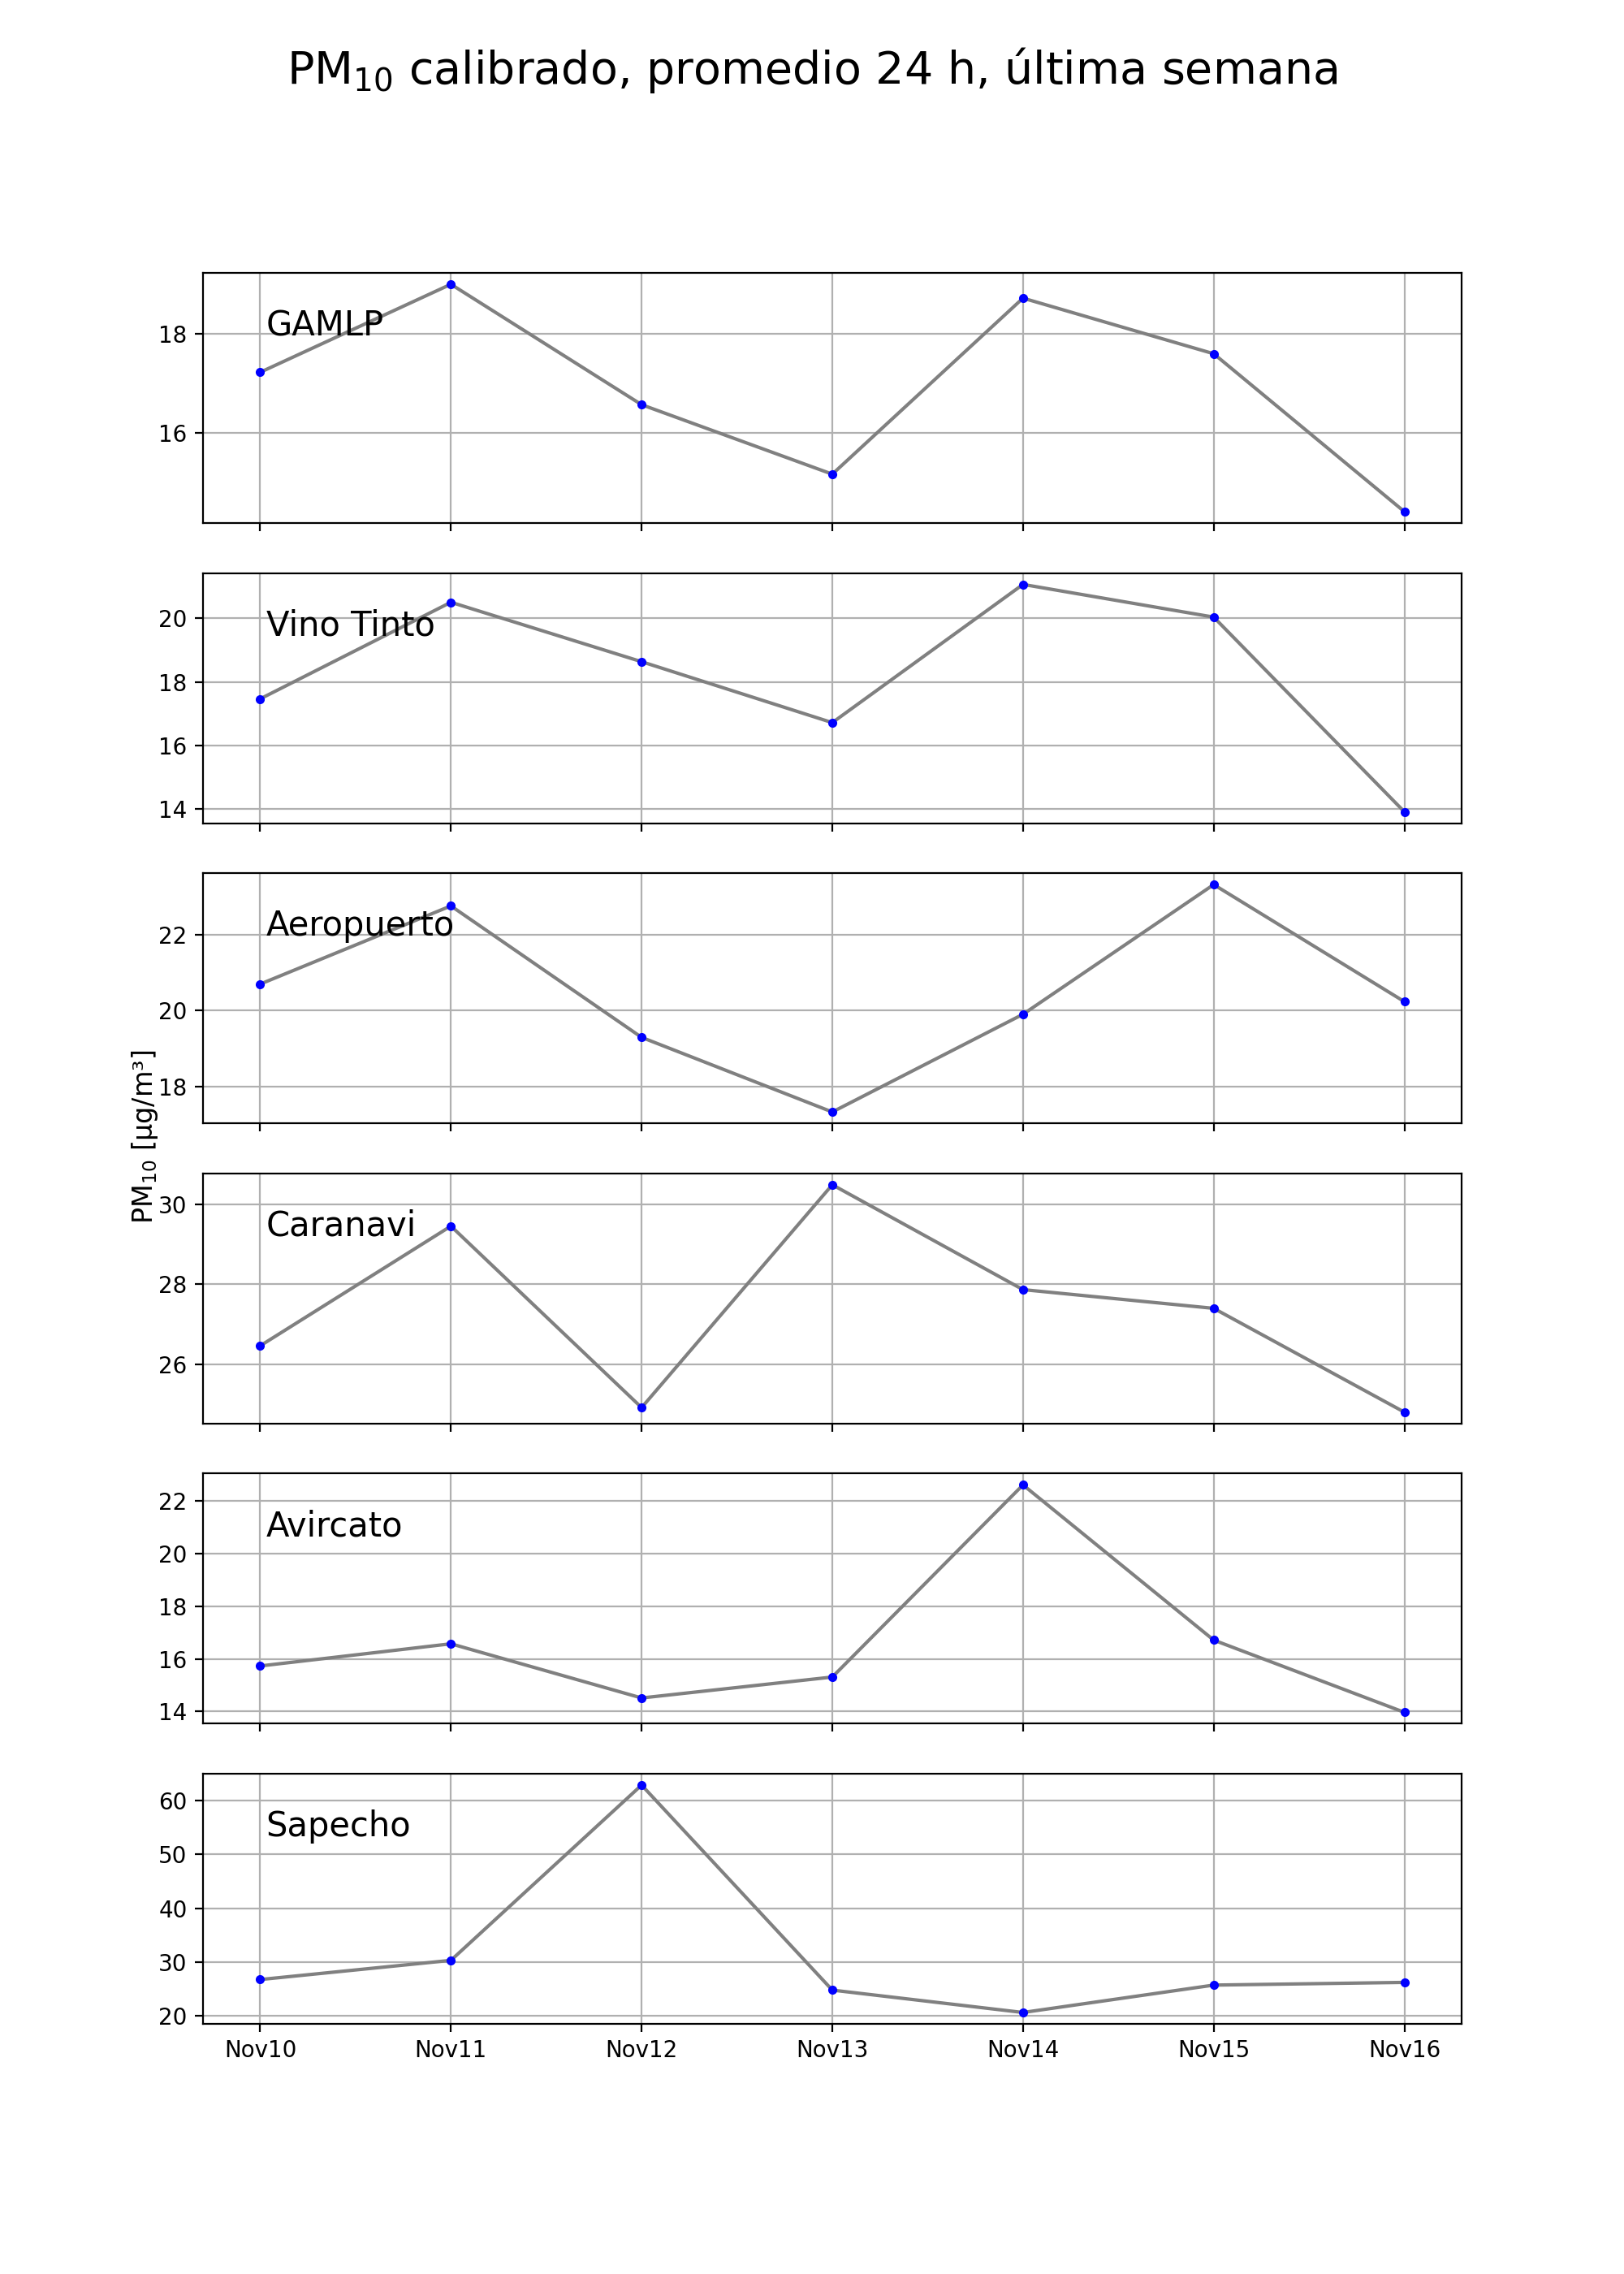 PM₁₀ calibrado, promedio 24 h, última semana
GAMLP
18
16
Vino Tinto
20
18
16
14
Aeropuerto
22
20
18
PM₁₀ [µg/m³]
Caranavi
30
28
26
Avircato
22
20
18
16
14
Sapecho
60
50
40
30
20
Nov10 Nov11 Nov12 Nov13 Nov14 Nov15 Nov16